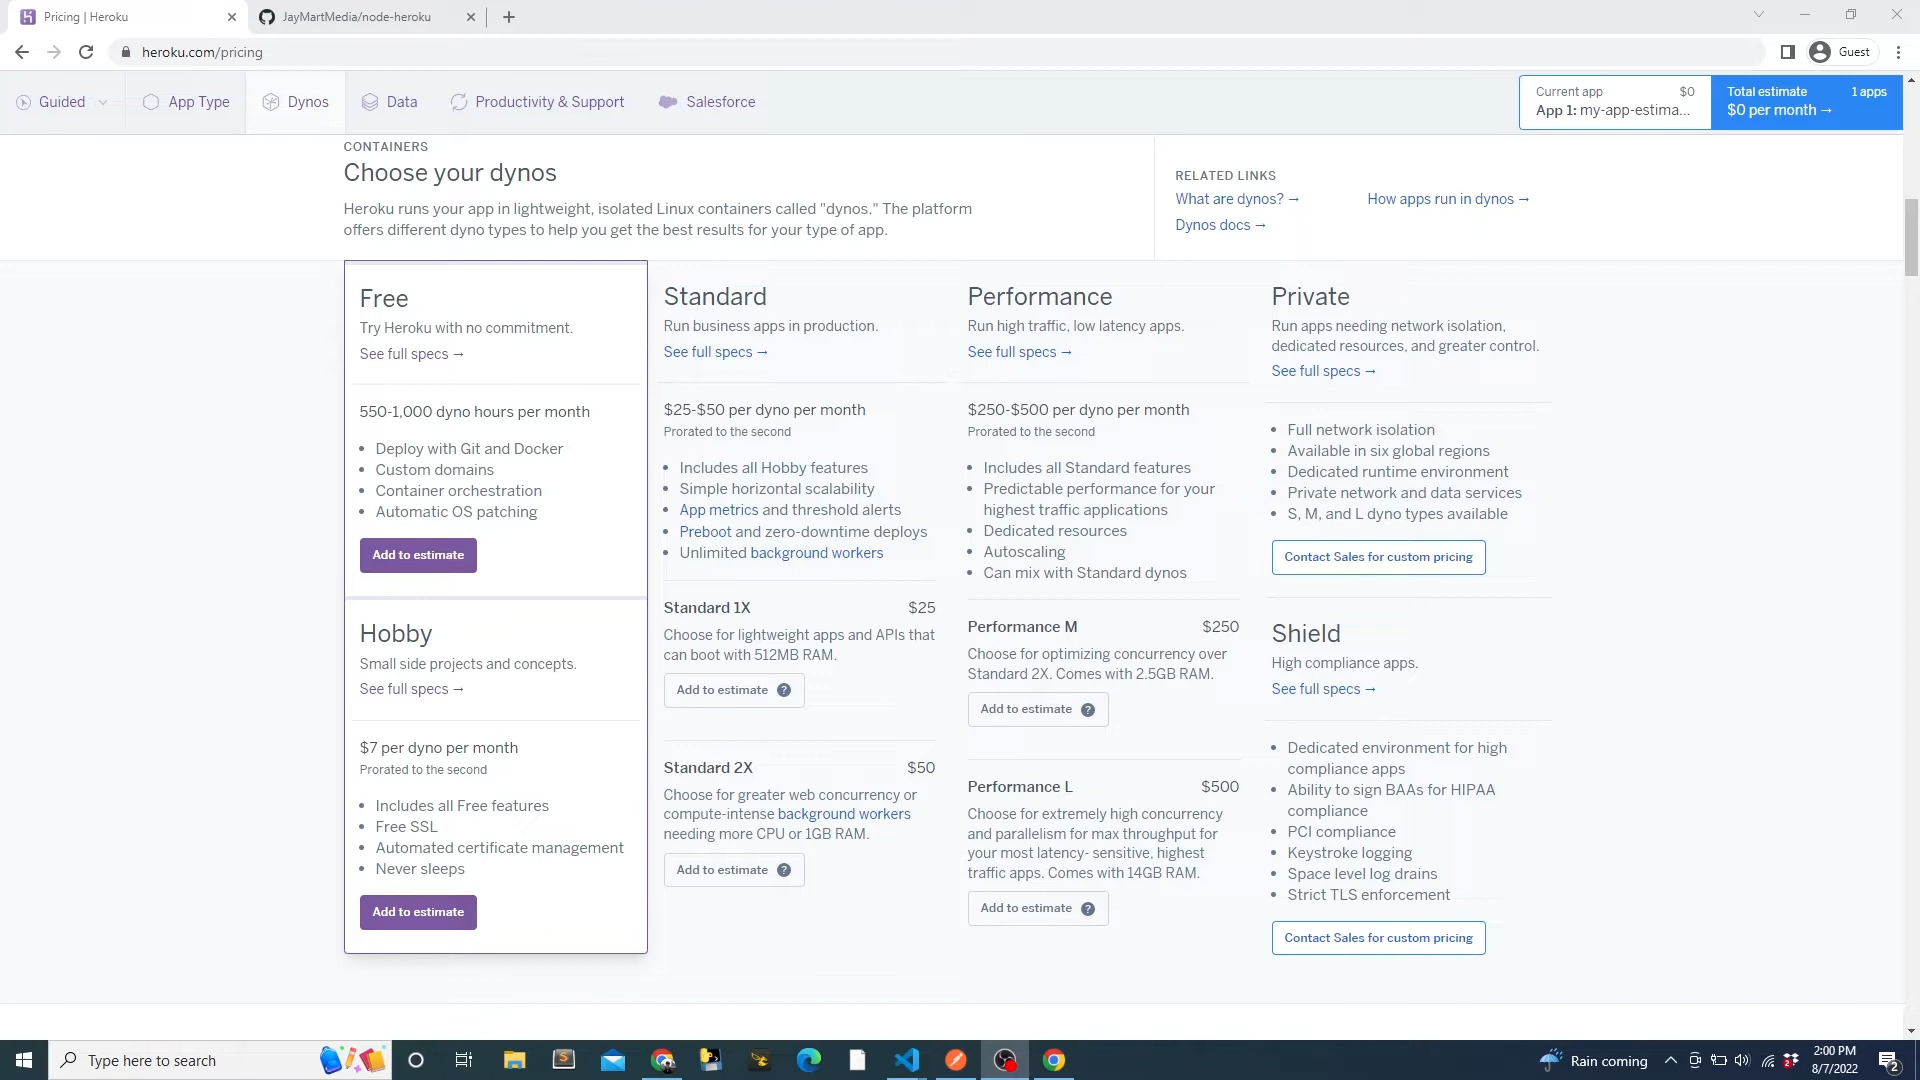 Pricing | Heroku
JayMartMedia/node-heroku
heroku.com/pricing
Guest
Guided
App Type
Dynos
Data
Productivity & Support
Salesforce
Current app $0
App 1: my-app-estima...
Total estimate 1 apps
$0 per month →
CONTAINERS
Choose your dynos
Heroku runs your app in lightweight, isolated Linux containers called "dynos." The platform
offers different dyno types to help you get the best results for your type of app.
RELATED LINKS
What are dynos? →
How apps run in dynos →
Dynos docs →
Free
Try Heroku with no commitment.
See full specs →
550-1,000 dyno hours per month
• Deploy with Git and Docker
• Custom domains
• Container orchestration
• Automatic OS patching
Add to estimate
Hobby
Small side projects and concepts.
See full specs →
$7 per dyno per month
Prorated to the second
• Includes all Free features
• Free SSL
• Automated certificate management
• Never sleeps
Add to estimate
Standard
Run business apps in production.
See full specs →
$25-$50 per dyno per month
Prorated to the second
• Includes all Hobby features
• Simple horizontal scalability
• App metrics and threshold alerts
• Preboot and zero-downtime deploys
• Unlimited background workers
Standard 1X $25
Choose for lightweight apps and APIs that
can boot with 512MB RAM.
Add to estimate ?
Standard 2X $50
Choose for greater web concurrency or
compute-intense background workers
needing more CPU or 1GB RAM.
Add to estimate ?
Performance
Run high traffic, low latency apps.
See full specs →
$250-$500 per dyno per month
Prorated to the second
• Includes all Standard features
• Predictable performance for your
highest traffic applications
• Dedicated resources
• Autoscaling
• Can mix with Standard dynos
Performance M $250
Choose for optimizing concurrency over
Standard 2X. Comes with 2.5GB RAM.
Add to estimate ?
Performance L $500
Choose for extremely high concurrency
and parallelism for max throughput for
your most latency- sensitive, highest
traffic apps. Comes with 14GB RAM.
Add to estimate ?
Private
Run apps needing network isolation,
dedicated resources, and greater control.
See full specs →
• Full network isolation
• Available in six global regions
• Dedicated runtime environment
• Private network and data services
• S, M, and L dyno types available
Contact Sales for custom pricing
Shield
High compliance apps.
See full specs →
• Dedicated environment for high
compliance apps
• Ability to sign BAAs for HIPAA
compliance
• PCI compliance
• Keystroke logging
• Space level log drains
• Strict TLS enforcement
Contact Sales for custom pricing
Type here to search
Rain coming
2:00 PM
8/7/2022
2